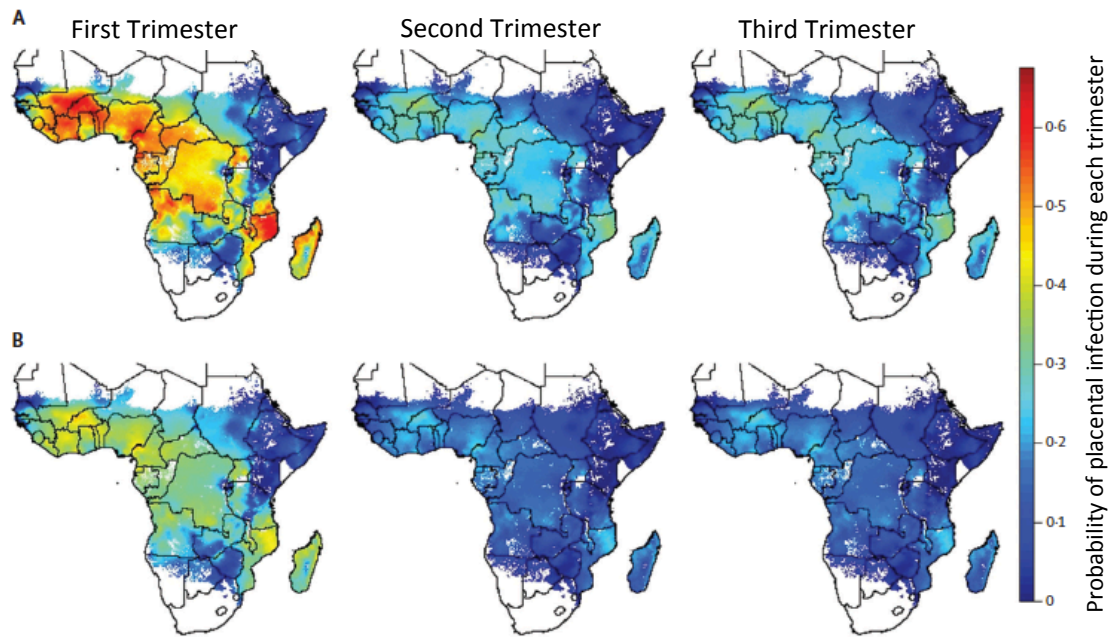 A
First Trimester
Second Trimester
Third Trimester
B
0·6
0·5
0·4
0·3
0·2
0·1
0
Probability of placental infection during each trimester